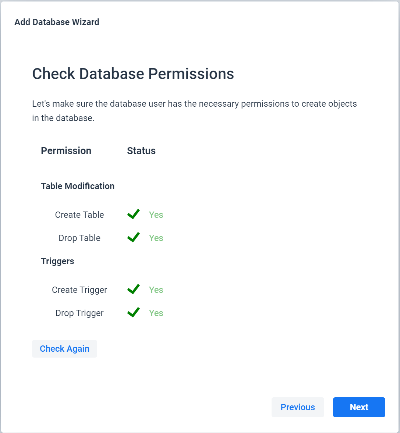 Add Database Wizard
Check Database Permissions
Let's make sure the database user has the necessary permissions to create objects
in the database.
Permission Status
Table Modification
Create Table Yes
Drop Table Yes
Triggers
Create Trigger Yes
Drop Trigger Yes
Check Again
Previous Next